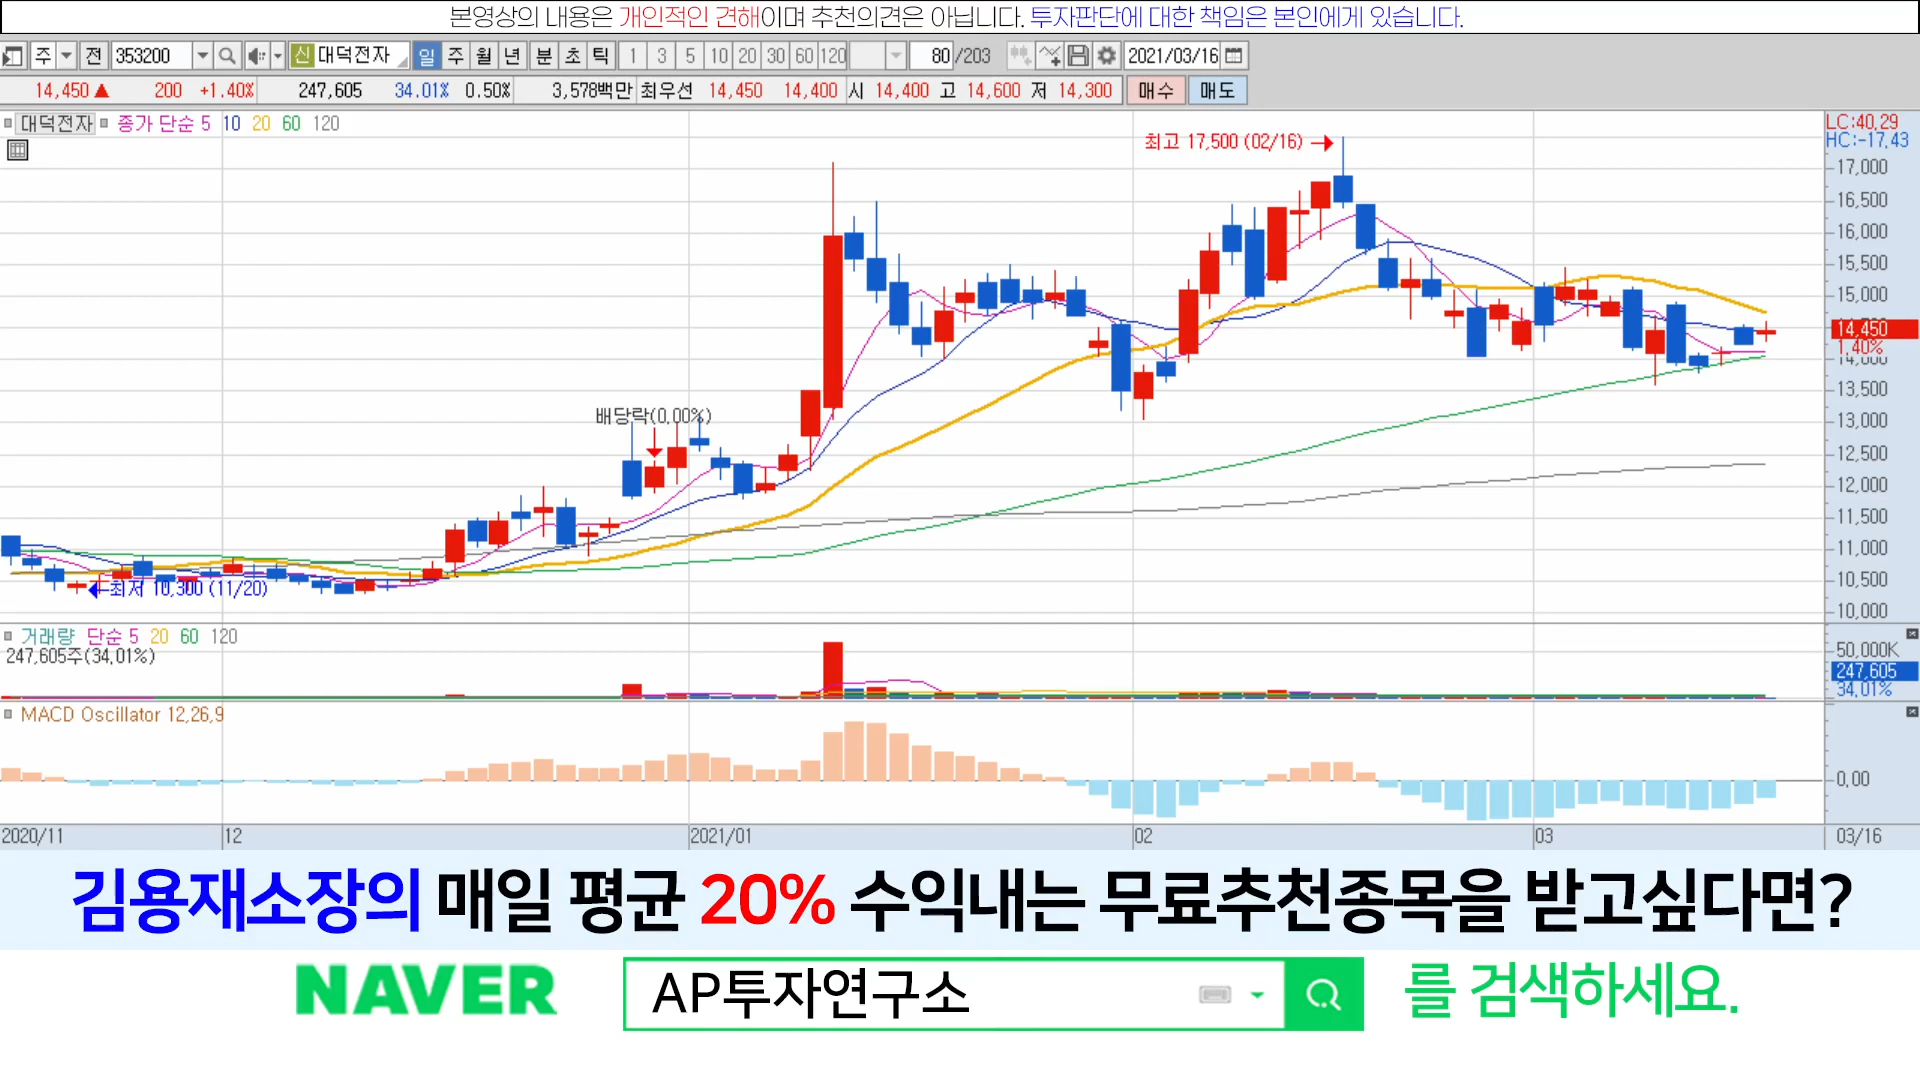 본영상의 내용은 개인적인 견해이며 추천의견은 아닙니다. 투자판단에 대한 책임은 본인에게 있습니다.
주 전 353200 신 대덕전자 일 주 월 년 분 초 틱 1 3 5 10 20 30 60 120 80 /203 2021/03/16
14,450 ▲ 200 +1.40% 247,605 34.01% 0.50% 3,578백만 최우선 14,450 14,400 시 14,400 고 14,600 저 14,300 매수 매도
대덕전자 종가 단순 5 10 20 60 120
LC:40,29
HC:-17,43
최고 17,500 (02/16)
17,000
16,500
16,000
15,500
15,000
14,450
1,40%
14,000
13,500
배당락(0,00%)
13,000
12,500
12,000
11,500
11,000
최저 10,300 (11/20)
10,500
10,000
거래량 단순 5 20 60 120
247,605주(34,01%)
50,000K
247,605
34,01%
MACD Oscillator 12,26,9
0,00
2020/11 12 2021/01 02 03 03/16
김용재소장의 매일 평균 20% 수익내는 무료추천종목을 받고싶다면?
NAVER AP투자연구소 를 검색하세요.